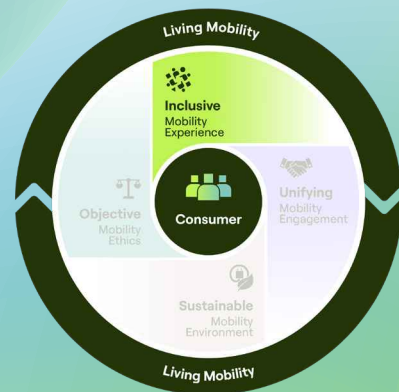 Living Mobility
Inclusive
Mobility
Experience
Unifying
Mobility
Engagement
Objective
Mobility
Ethics
Consumer
Sustainable
Mobility
Environment
Living Mobility